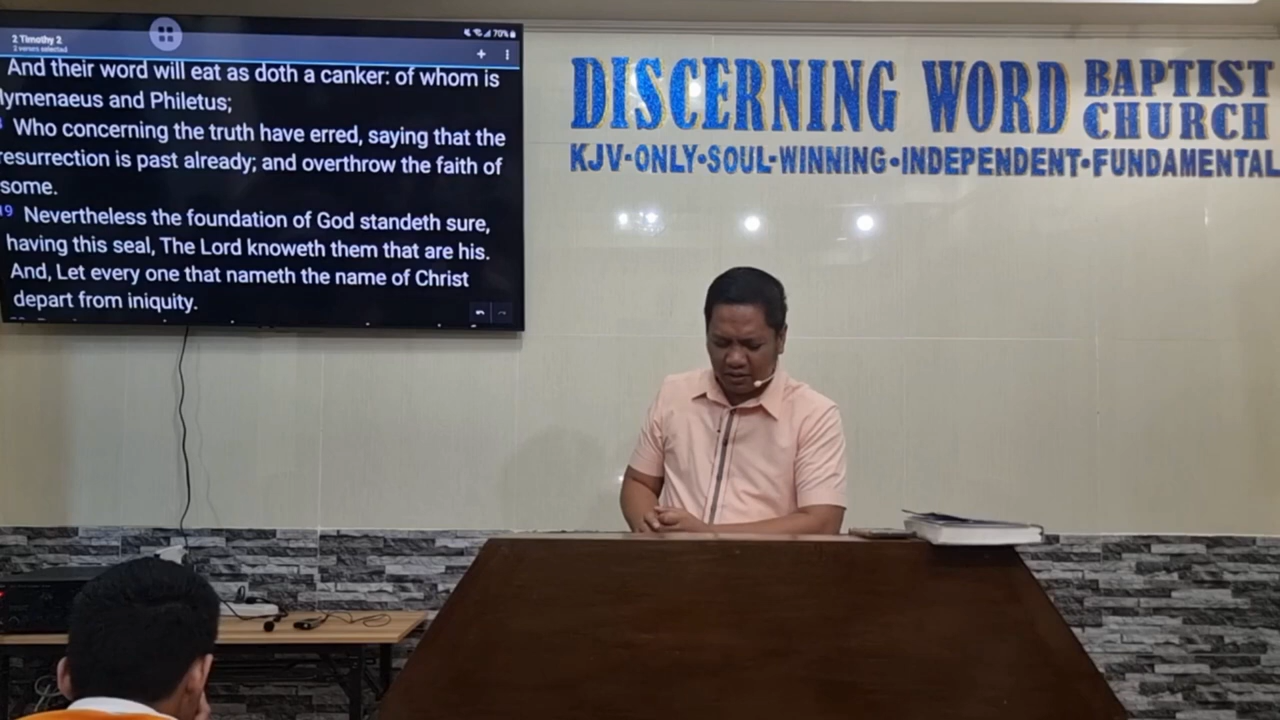 2 Timothy 2
2 verses selected
70%
And their word will eat as doth a canker: of whom is
lymenaeus and Philetus;
Who concerning the truth have erred, saying that the
resurrection is past already; and overthrow the faith of
some.
19 Nevertheless the foundation of God standeth sure,
having this seal, The Lord knoweth them that are his.
And, Let every one that nameth the name of Christ
depart from iniquity.
DISCERNING WORD BAPTIST
CHURCH
KJV-ONLY•SOUL-WINNING•INDEPENDENT•FUNDAMENTAL